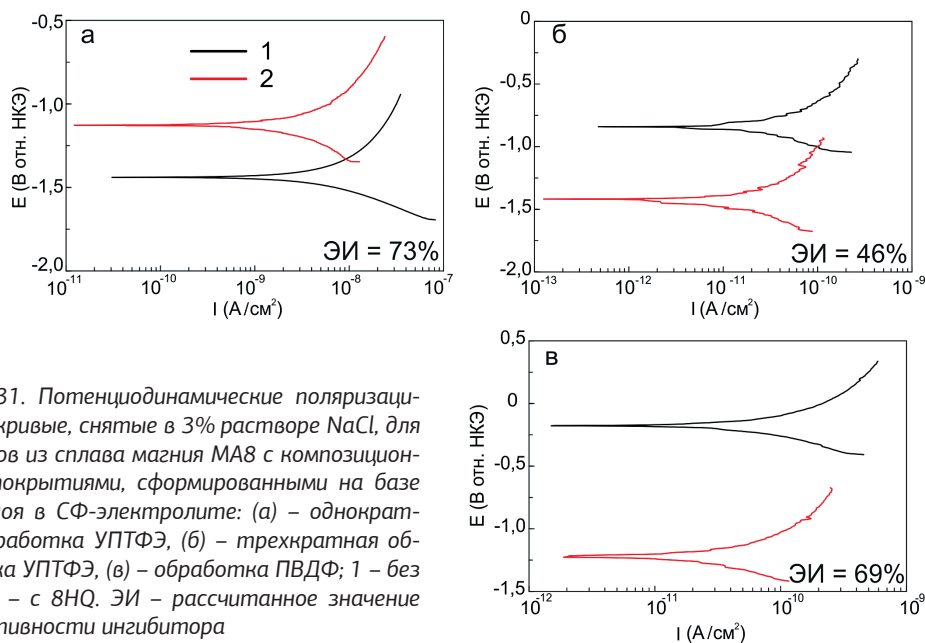 а
1
2
E (В отн. НКЭ)
-0,5
-1,0
-1,5
-2,0
ЭИ = 73%
10⁻¹¹ 10⁻¹⁰ 10⁻⁹ 10⁻⁸ 10⁻⁷
I (А/см²)
б
E (В отн. НКЭ)
0
-0,5
-1,0
-1,5
-2,0
ЭИ = 46%
10⁻¹³ 10⁻¹² 10⁻¹¹ 10⁻¹⁰ 10⁻⁹
I (А/см²)
в
E (В отн. НКЭ)
0,5
0
-0,5
-1,0
-1,5
ЭИ = 69%
10⁻¹² 10⁻¹¹ 10⁻¹⁰ 10⁻⁹
I (А/см²)
31. Потенциодинамические поляризаци-
кривые, снятые в 3% растворе NaCl, для
ов из сплава магния МА8 с композицион-
покрытиями, сформированными на базе
оя в СФ-электролите: (а) – однократ-
работка УПТФЭ, (б) – трехкратная об-
ка УПТФЭ, (в) – обработка ПВДФ; 1 – без
– с 8HQ. ЭИ – рассчитанное значение
тивности ингибитора